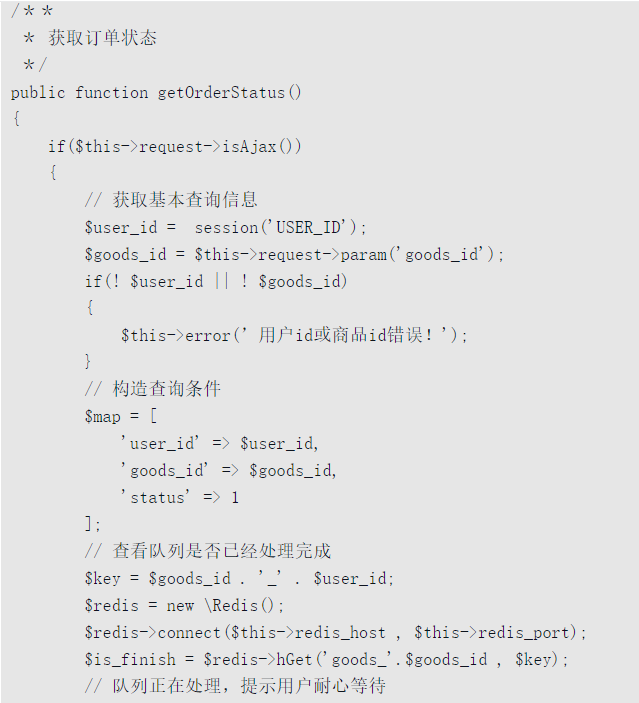 /**
 * 获取订单状态
 */
public function getOrderStatus()
{
    if($this->request->isAjax())
    {
        // 获取基本查询信息
        $user_id =  session('USER_ID');
        $goods_id = $this->request->param('goods_id');
        if(! $user_id || ! $goods_id)
        {
            $this->error(' 用户id或商品id错误!');
        }
        // 构造查询条件
        $map = [
            'user_id' => $user_id,
            'goods_id' => $goods_id,
            'status' => 1
        ];
        // 查看队列是否已经处理完成
        $key = $goods_id . '_' . $user_id;
        $redis = new \Redis();
        $redis->connect($this->redis_host , $this->redis_port);
        $is_finish = $redis->hGet('goods_'.$goods_id , $key);
        // 队列正在处理，提示用户耐心等待